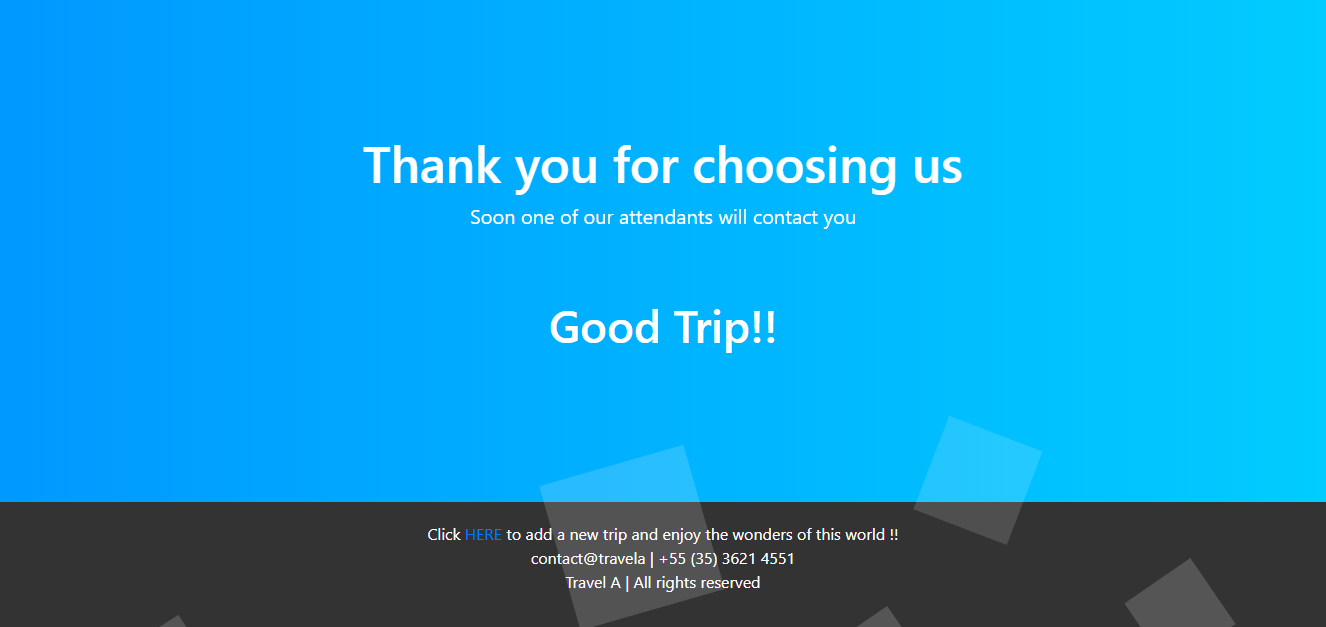 Thank you for choosing us
Soon one of our attendants will contact you
Good Trip!!
Click HERE to add a new trip and enjoy the wonders of this world !!
contact@travela | +55 (35) 3621 4551
Travel A | All rights reserved